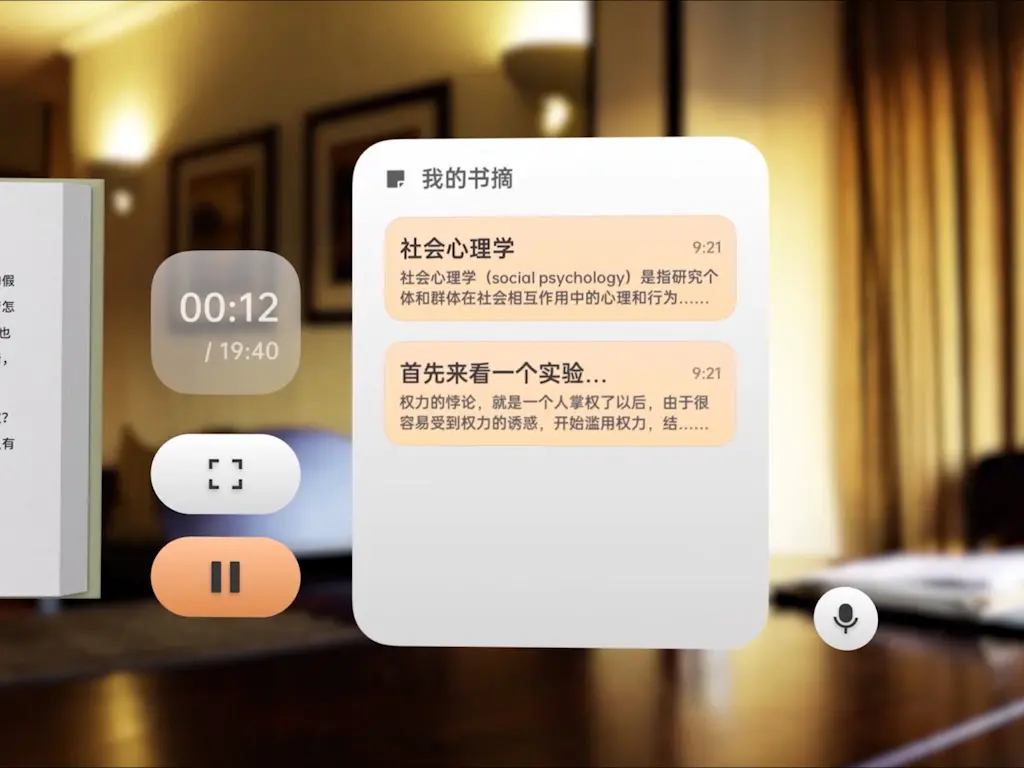 假
怎
也
，
？
有
00:12
/ 19:40
我的书摘
社会心理学
9:21
社会心理学（social psychology）是指研究个
体和群体在社会相互作用中的心理和行为……
首先来看一个实验...
9:21
权力的悖论，就是一个人掌权了以后，由于很
容易受到权力的诱惑，开始滥用权力，结……